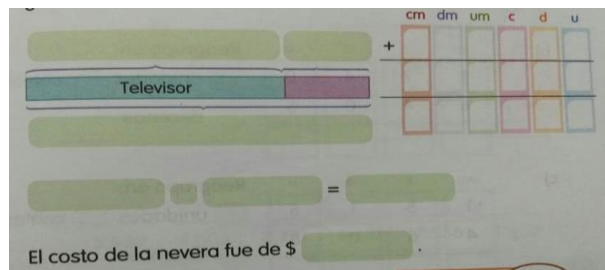 cm dm um c d u
+
Televisor
=
El costo de la nevera fue de $ .